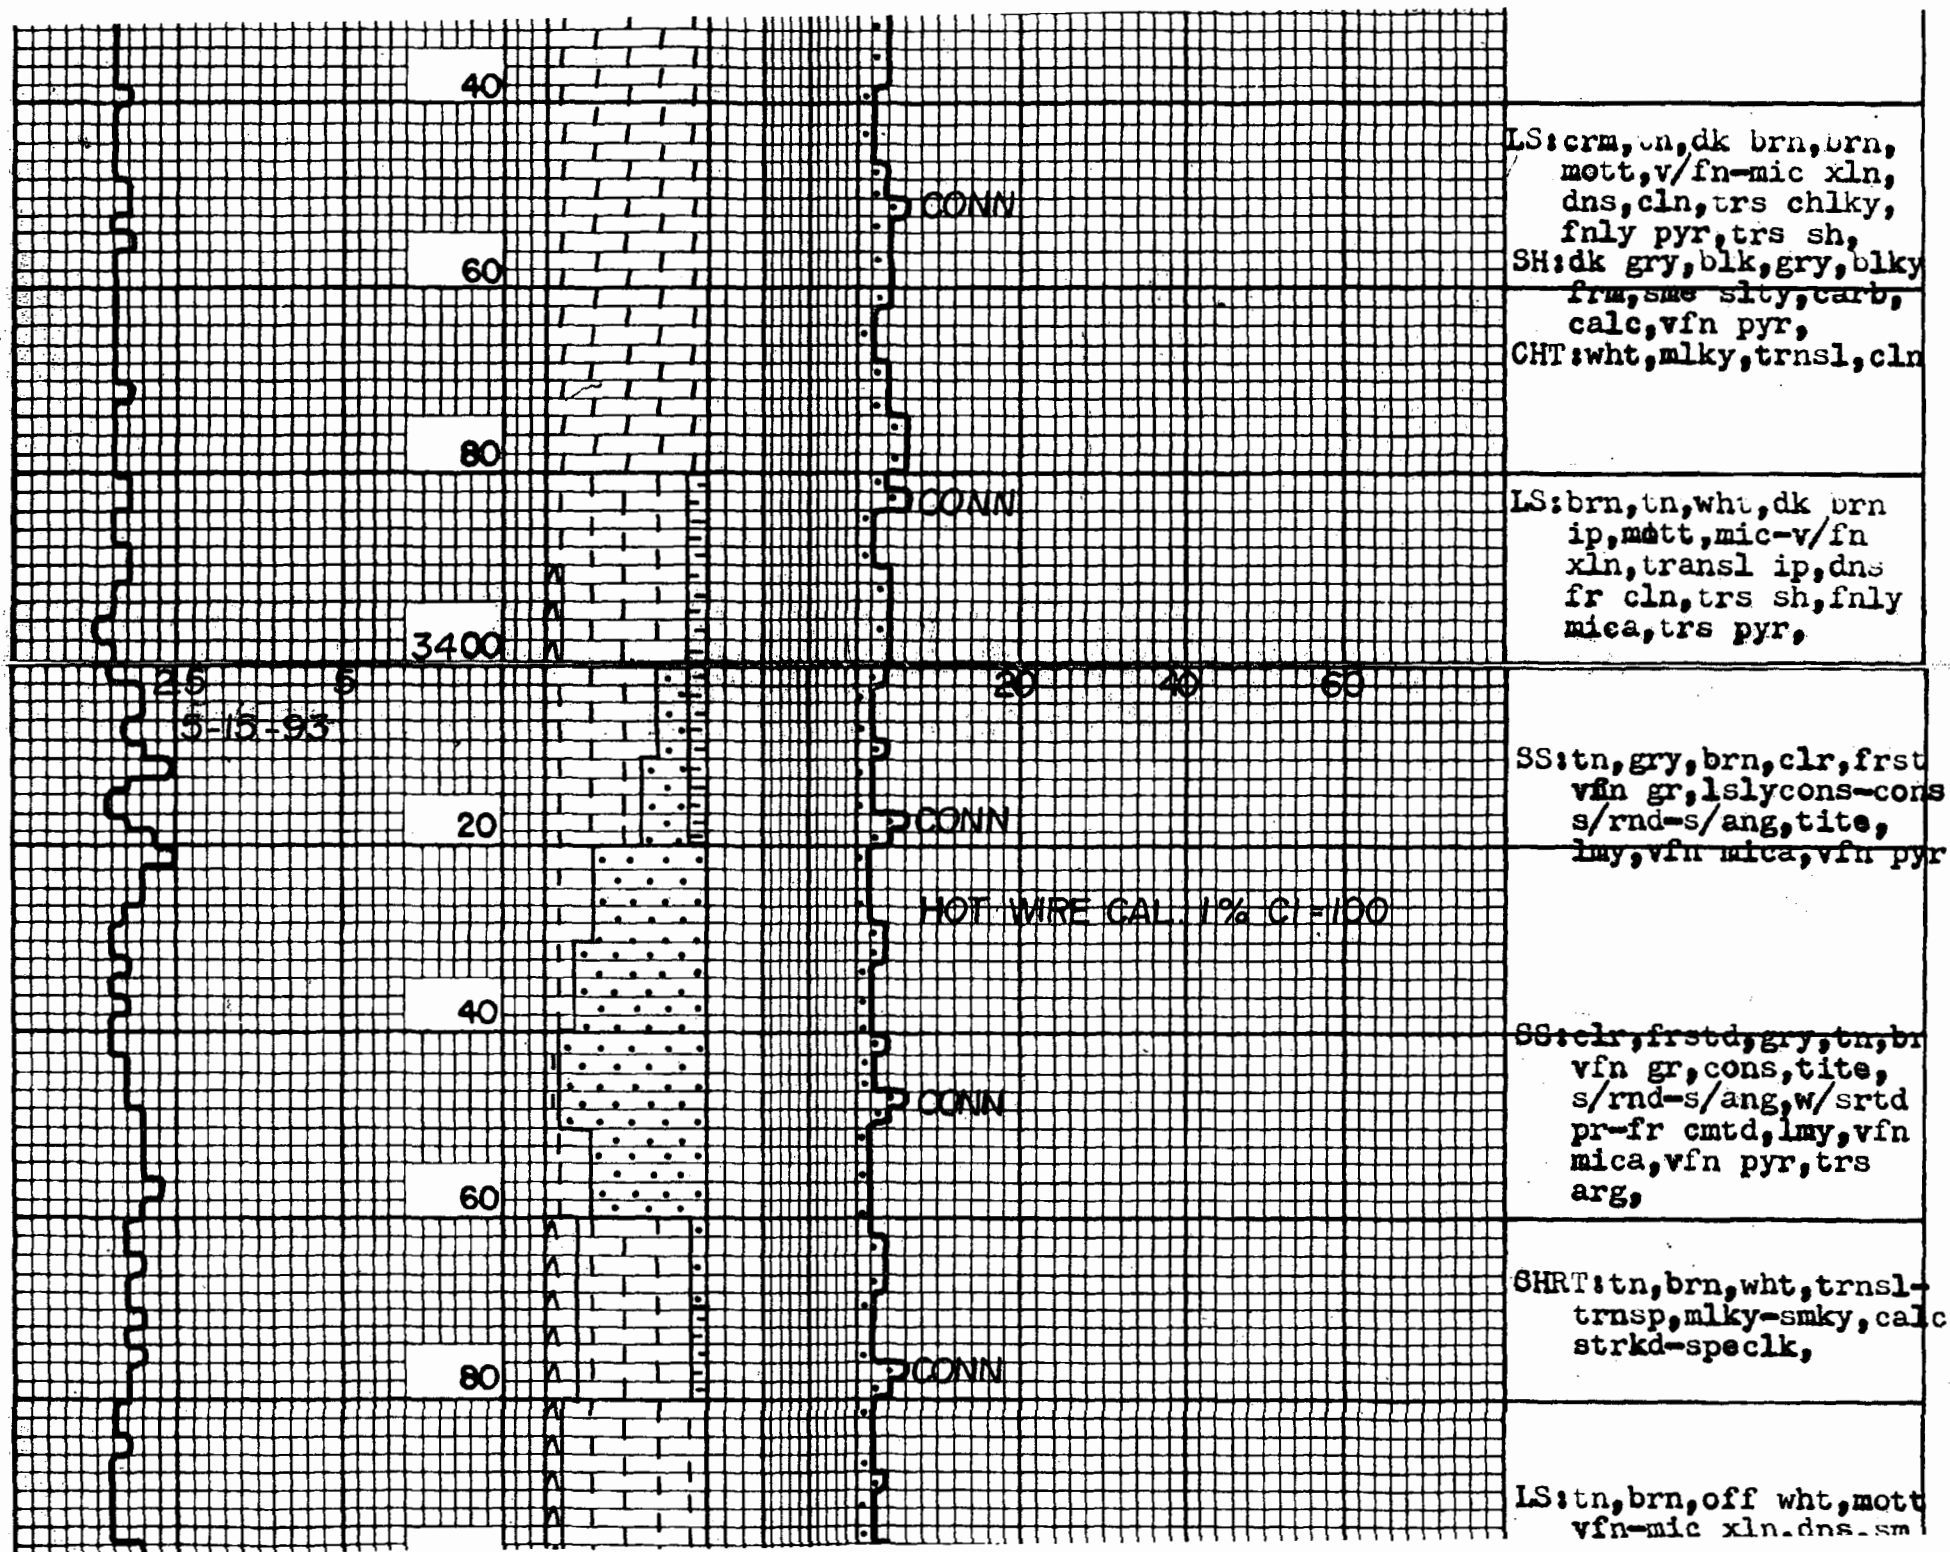 40
LS:crm,tn,dk brn,brn,
mott,v/fn-mic xln,
dns,cln,trs chlky,
CONN
fnly pyr,trs sh,
60
SH:dk gry,blk,gry,blky
frm,sme slty,carb,
calc,vfn pyr,
CHT:wht,mlky,trnsl,cln
80
CONN
LS:brn,tn,wht,dk brn
ip,mott,mic-v/fn
xln,transl ip,dns
fr cln,trs sh,fnly
mica,trs pyr,
3400
25 5 20 40 60
5-15-93
SS:tn,gry,brn,clr,frst
vfn gr,lslycons-cons
20
CONN
s/rnd-s/ang,tite,
lmy,vfn mica,vfn pyr
HOT WIRE CAL. 1% C1=100
40
SS:clr,frstd,gry,tn,br
vfn gr,cons,tite,
CONN
s/rnd-s/ang,w/srtd
pr-fr cmtd,lmy,vfn
mica,vfn pyr,trs
60
arg,
SHRT:tn,brn,wht,trnsl-
trnsp,mlky-smky,calc
strkd-speclk,
80
CONN
LS:tn,brn,off wht,mott
vfn-mic xln,dns,sm